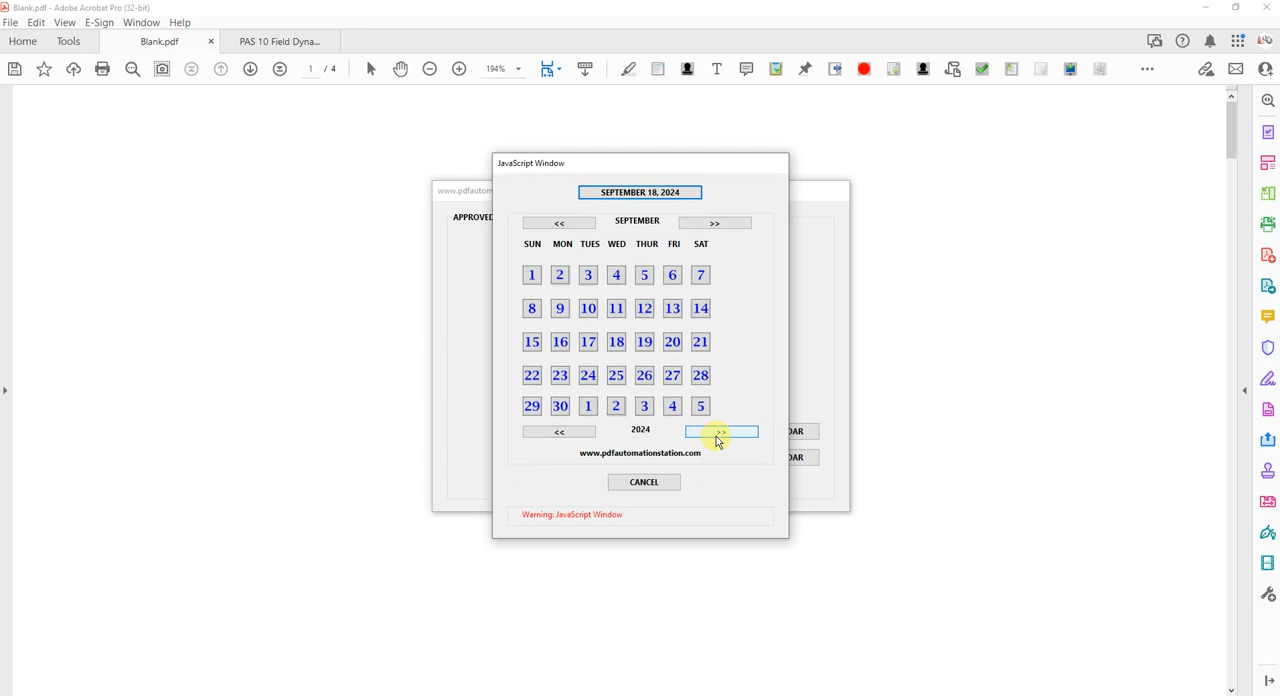 Blank.pdf - Adobe Acrobat Pro (32-bit)
File Edit View E-Sign Window Help
Home Tools Blank.pdf × PAS 10 Field Dyna...
1 / 4 194%
JavaScript Window
www.pdfautom
SEPTEMBER 18, 2024
APPROVED
<< SEPTEMBER >>
SUN MON TUES WED THUR FRI SAT
1 2 3 4 5 6 7
8 9 10 11 12 13 14
15 16 17 18 19 20 21
22 23 24 25 26 27 28
29 30 1 2 3 4 5
<< 2024 >>
DAR
www.pdfautomationstation.com
DAR
CANCEL
Warning: JavaScript Window